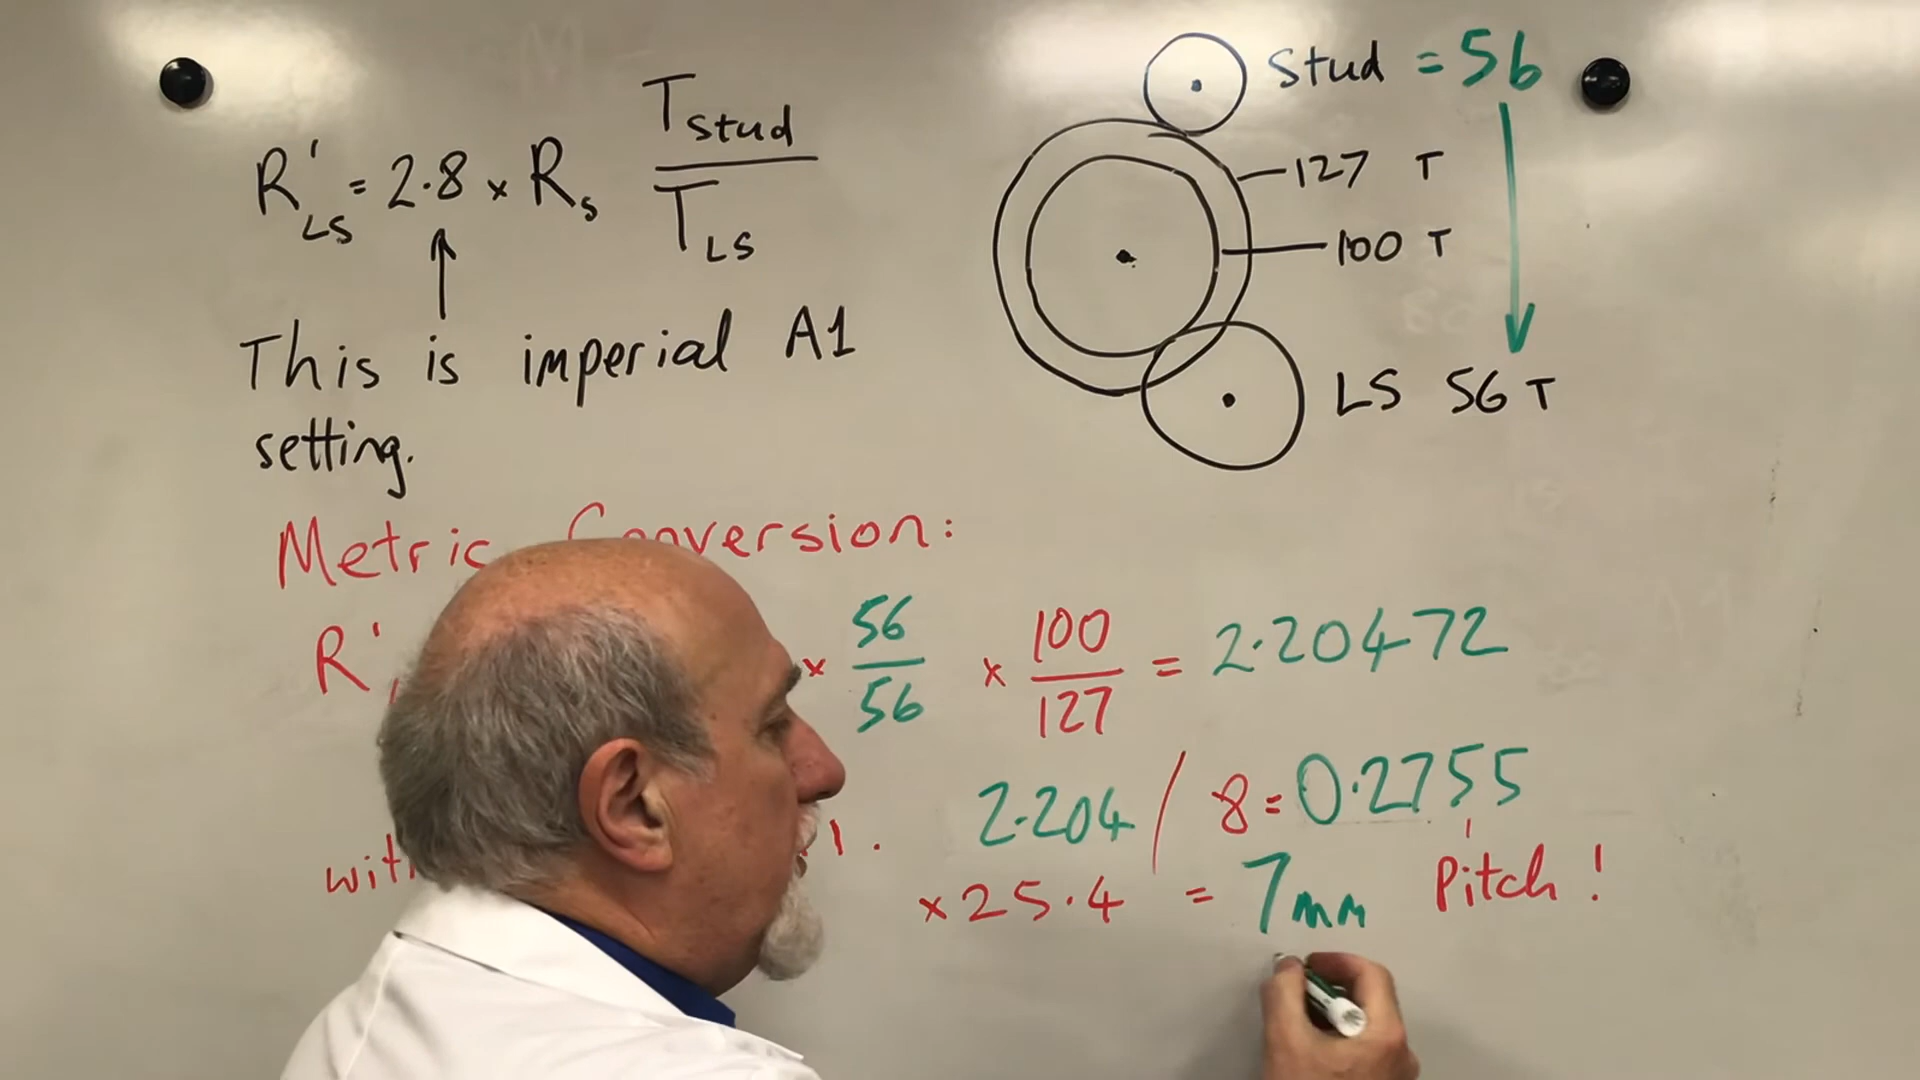 R'LS = 2.8 × Rs Tstud / TLS
This is imperial A1
setting.
Stud = 56
127 T
100 T
LS 56 T
Metric Conversion:
R' × 56/56 × 100/127 = 2.20472
2.204 / 8 = 0.2755
× 25.4 = 7mm Pitch!